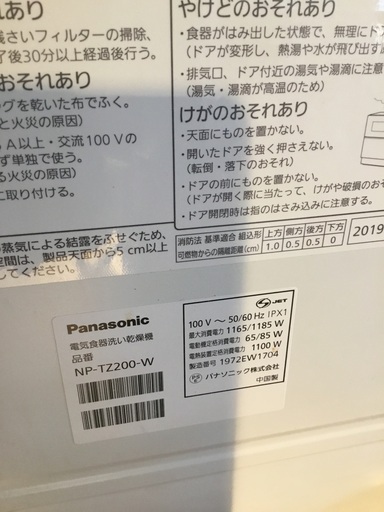 れあり
残さいフィルターの掃除、
了後30分以上経過後行う。
おそれあり
グを乾いた布でふく。
と火災の原因）
A以上・交流100Vの
ず単独で使う。
る火災の原因）
に取り付ける。
蒸気による結露をふせぐため、
空間は、製品天面から5cm以上
やけどのおそれあり
・食器がはみ出した状態で、無理にド
（ドアが変形し、熱湯や水が飛び出す
・排気口、ドア付近の湯気や湯滴に注意
（湯気・湯滴が高温のため）
けがのおそれあり
・天面にものを置かない。
・開いたドアを強く押さえない。
（転倒・落下のおそれ）
・ドアの前にものを置かない。
（ドアが開く際に当たって、けがや破損のおそれ
・ドア開閉時は指のはさみ込みに注意する。
消防法 基準適合 組込形 上方 側方 後方 下方
可燃物からの隔離距離(cm) 1.0 0.5 0.5 0
2019
Panasonic
電気食器洗い乾燥機
品番
NP-TZ200-W
JET
100 V～ 50/60 Hz IPX1
最大消費電力 1165/1185 W
電動機定格消費電力 65/85 W
電熱装置定格消費電力 1100 W
製造番号 1972EW1704
パナソニック株式会社
中国製